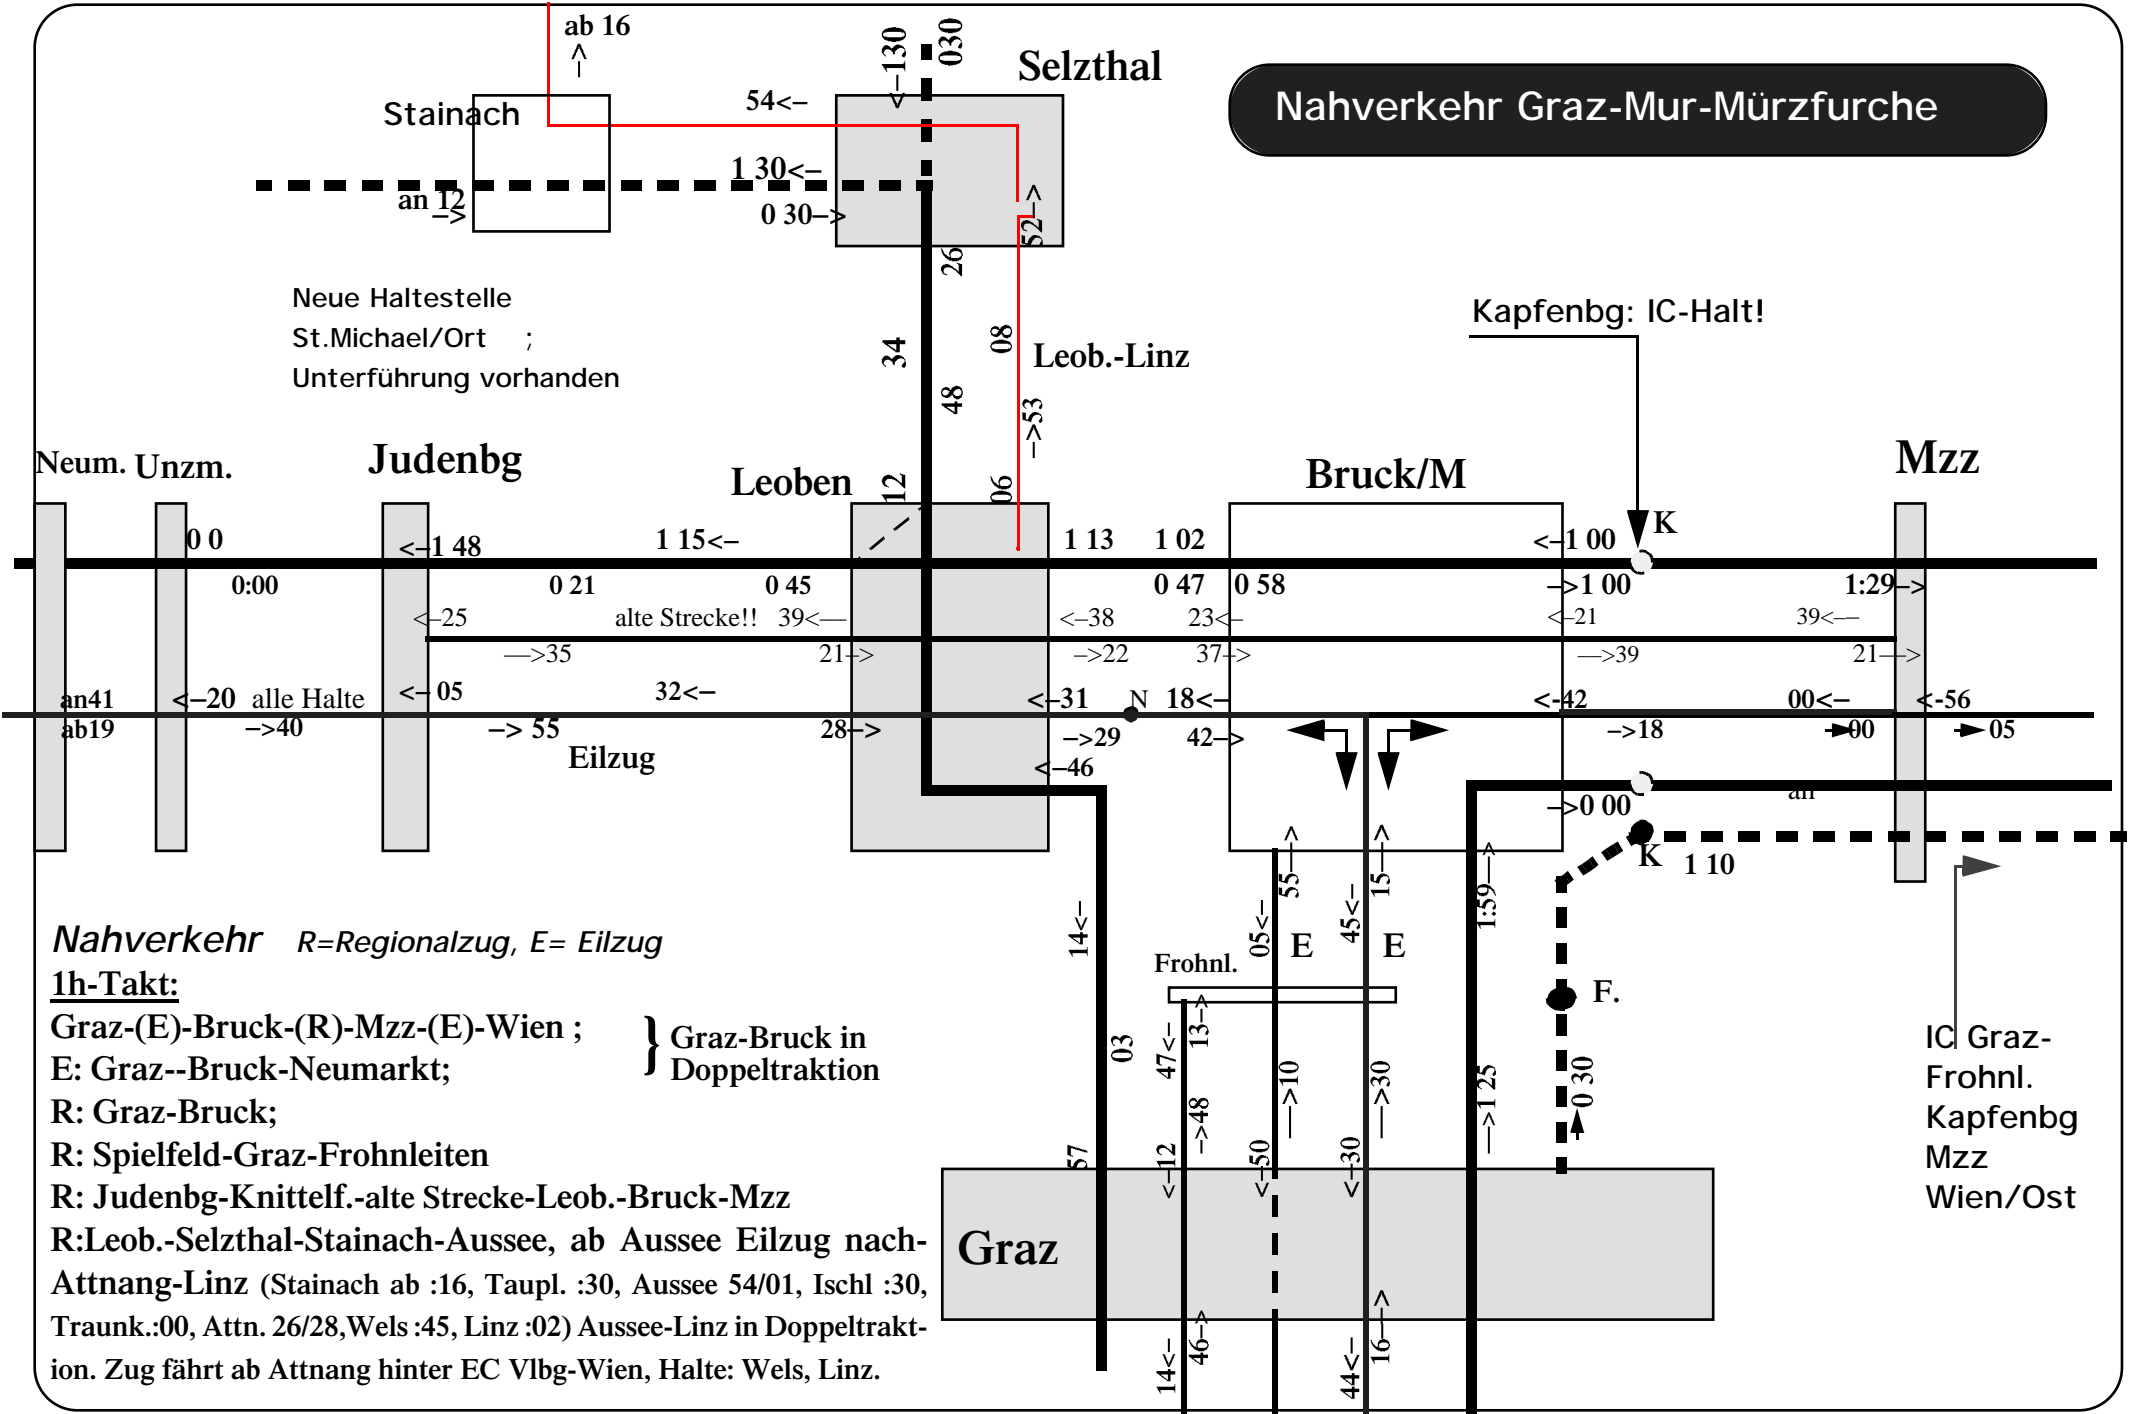 ab 16
<–130
030
Selzthal
Nahverkehr Graz-Mur-Mürzfurche
Stainach
54<–
1 30<–
an 12
–>
0 30–>
52–>
26
Neue Haltestelle
St.Michael/Ort ;
Unterführung vorhanden
34
08
Leob.-Linz
48
–>53
Kapfenbg: IC-Halt!
Neum.
Unzm.
Judenbg
Leoben
12
06
Bruck/M
Mzz
K
0 0
<–1 48
1 15<–
1 13
1 02
<–1 00
0:00
0 21
0 45
0 47
0 58
–>1 00
1:29–>
<–25
alte Strecke!!
39<—
<–38
23<–
<–21
39<—
—>35
21–>
–>22
37–>
—>39
21—>
an41
<–20
alle Halte
<– 05
32<–
<–31
N
18<–
<-42
00<–
<-56
ab19
–>40
–> 55
28–>
–>29
42–>
–>18
00
05
Eilzug
<–46
an
–>0 00
K
1 10
14<–
05<–
55—>
E
45<–
15—>
E
1:59—>
Frohnl.
F.
03
47<–
13–>
–>48
—>10
—>30
—>1 25
0 30
57
<–12
<–50
<–30
Graz
14<–
46–>
44<–
16—>
IC Graz-
Frohnl.
Kapfenbg
Mzz
Wien/Ost
Nahverkehr R=Regionalzug, E= Eilzug
1h-Takt:
Graz-(E)-Bruck-(R)-Mzz-(E)-Wien ;
E: Graz--Bruck-Neumarkt;
} Graz-Bruck in
Doppeltraktion
R: Graz-Bruck;
R: Spielfeld-Graz-Frohnleiten
R: Judenbg-Knittelf.-alte Strecke-Leob.-Bruck-Mzz
R:Leob.-Selzthal-Stainach-Aussee, ab Aussee Eilzug nach-
Attnang-Linz (Stainach ab :16, Taupl. :30, Aussee 54/01, Ischl :30,
Traunk.:00, Attn. 26/28,Wels :45, Linz :02) Aussee-Linz in Doppeltrakt-
ion. Zug fährt ab Attnang hinter EC Vlbg-Wien, Halte: Wels, Linz.